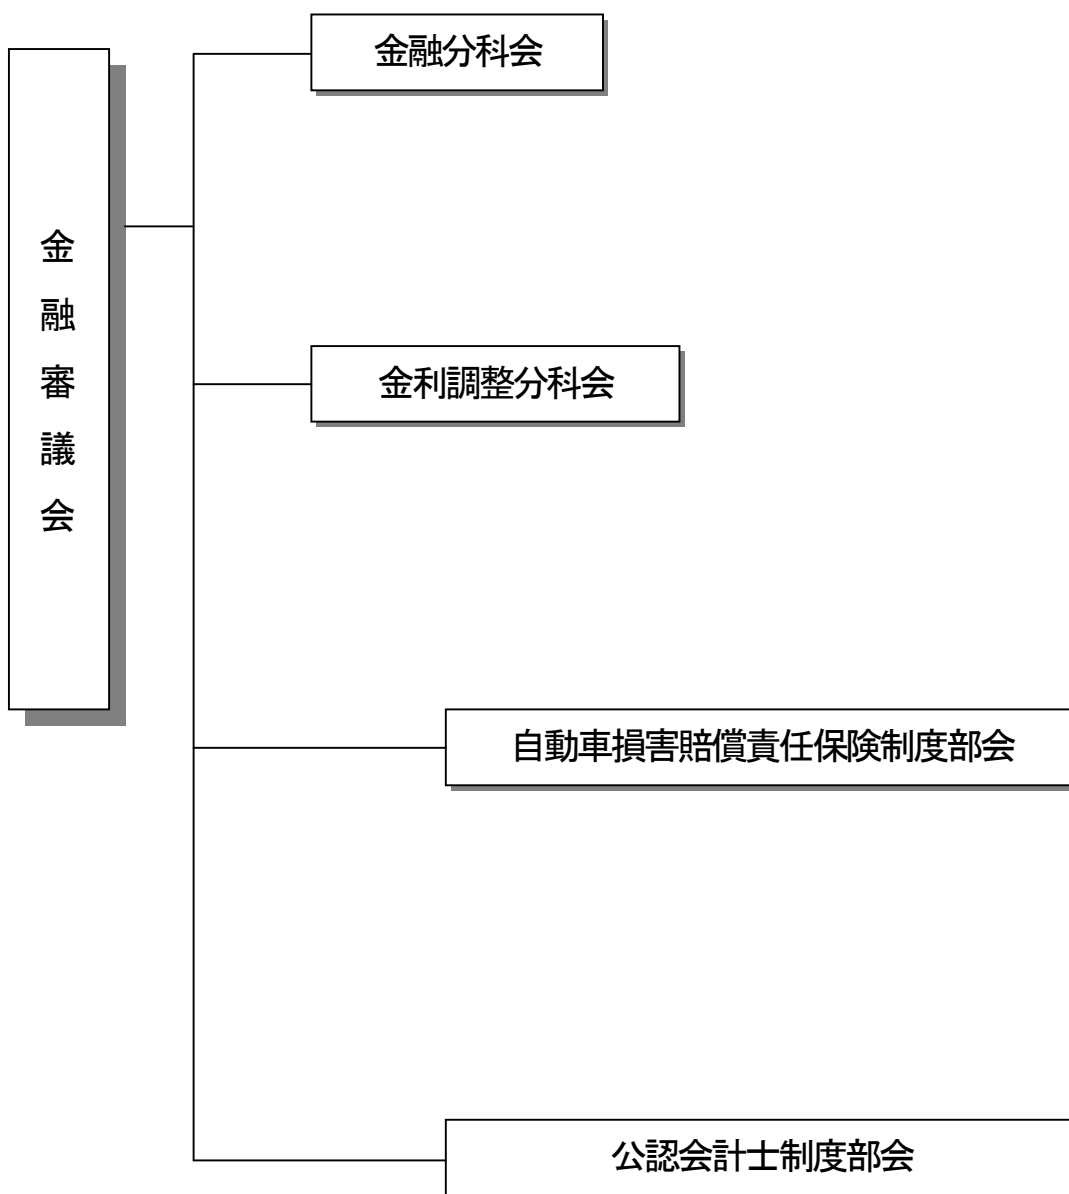 金融審議会
金融分科会
金利調整分科会
自動車損害賠償責任保険制度部会
公認会計士制度部会